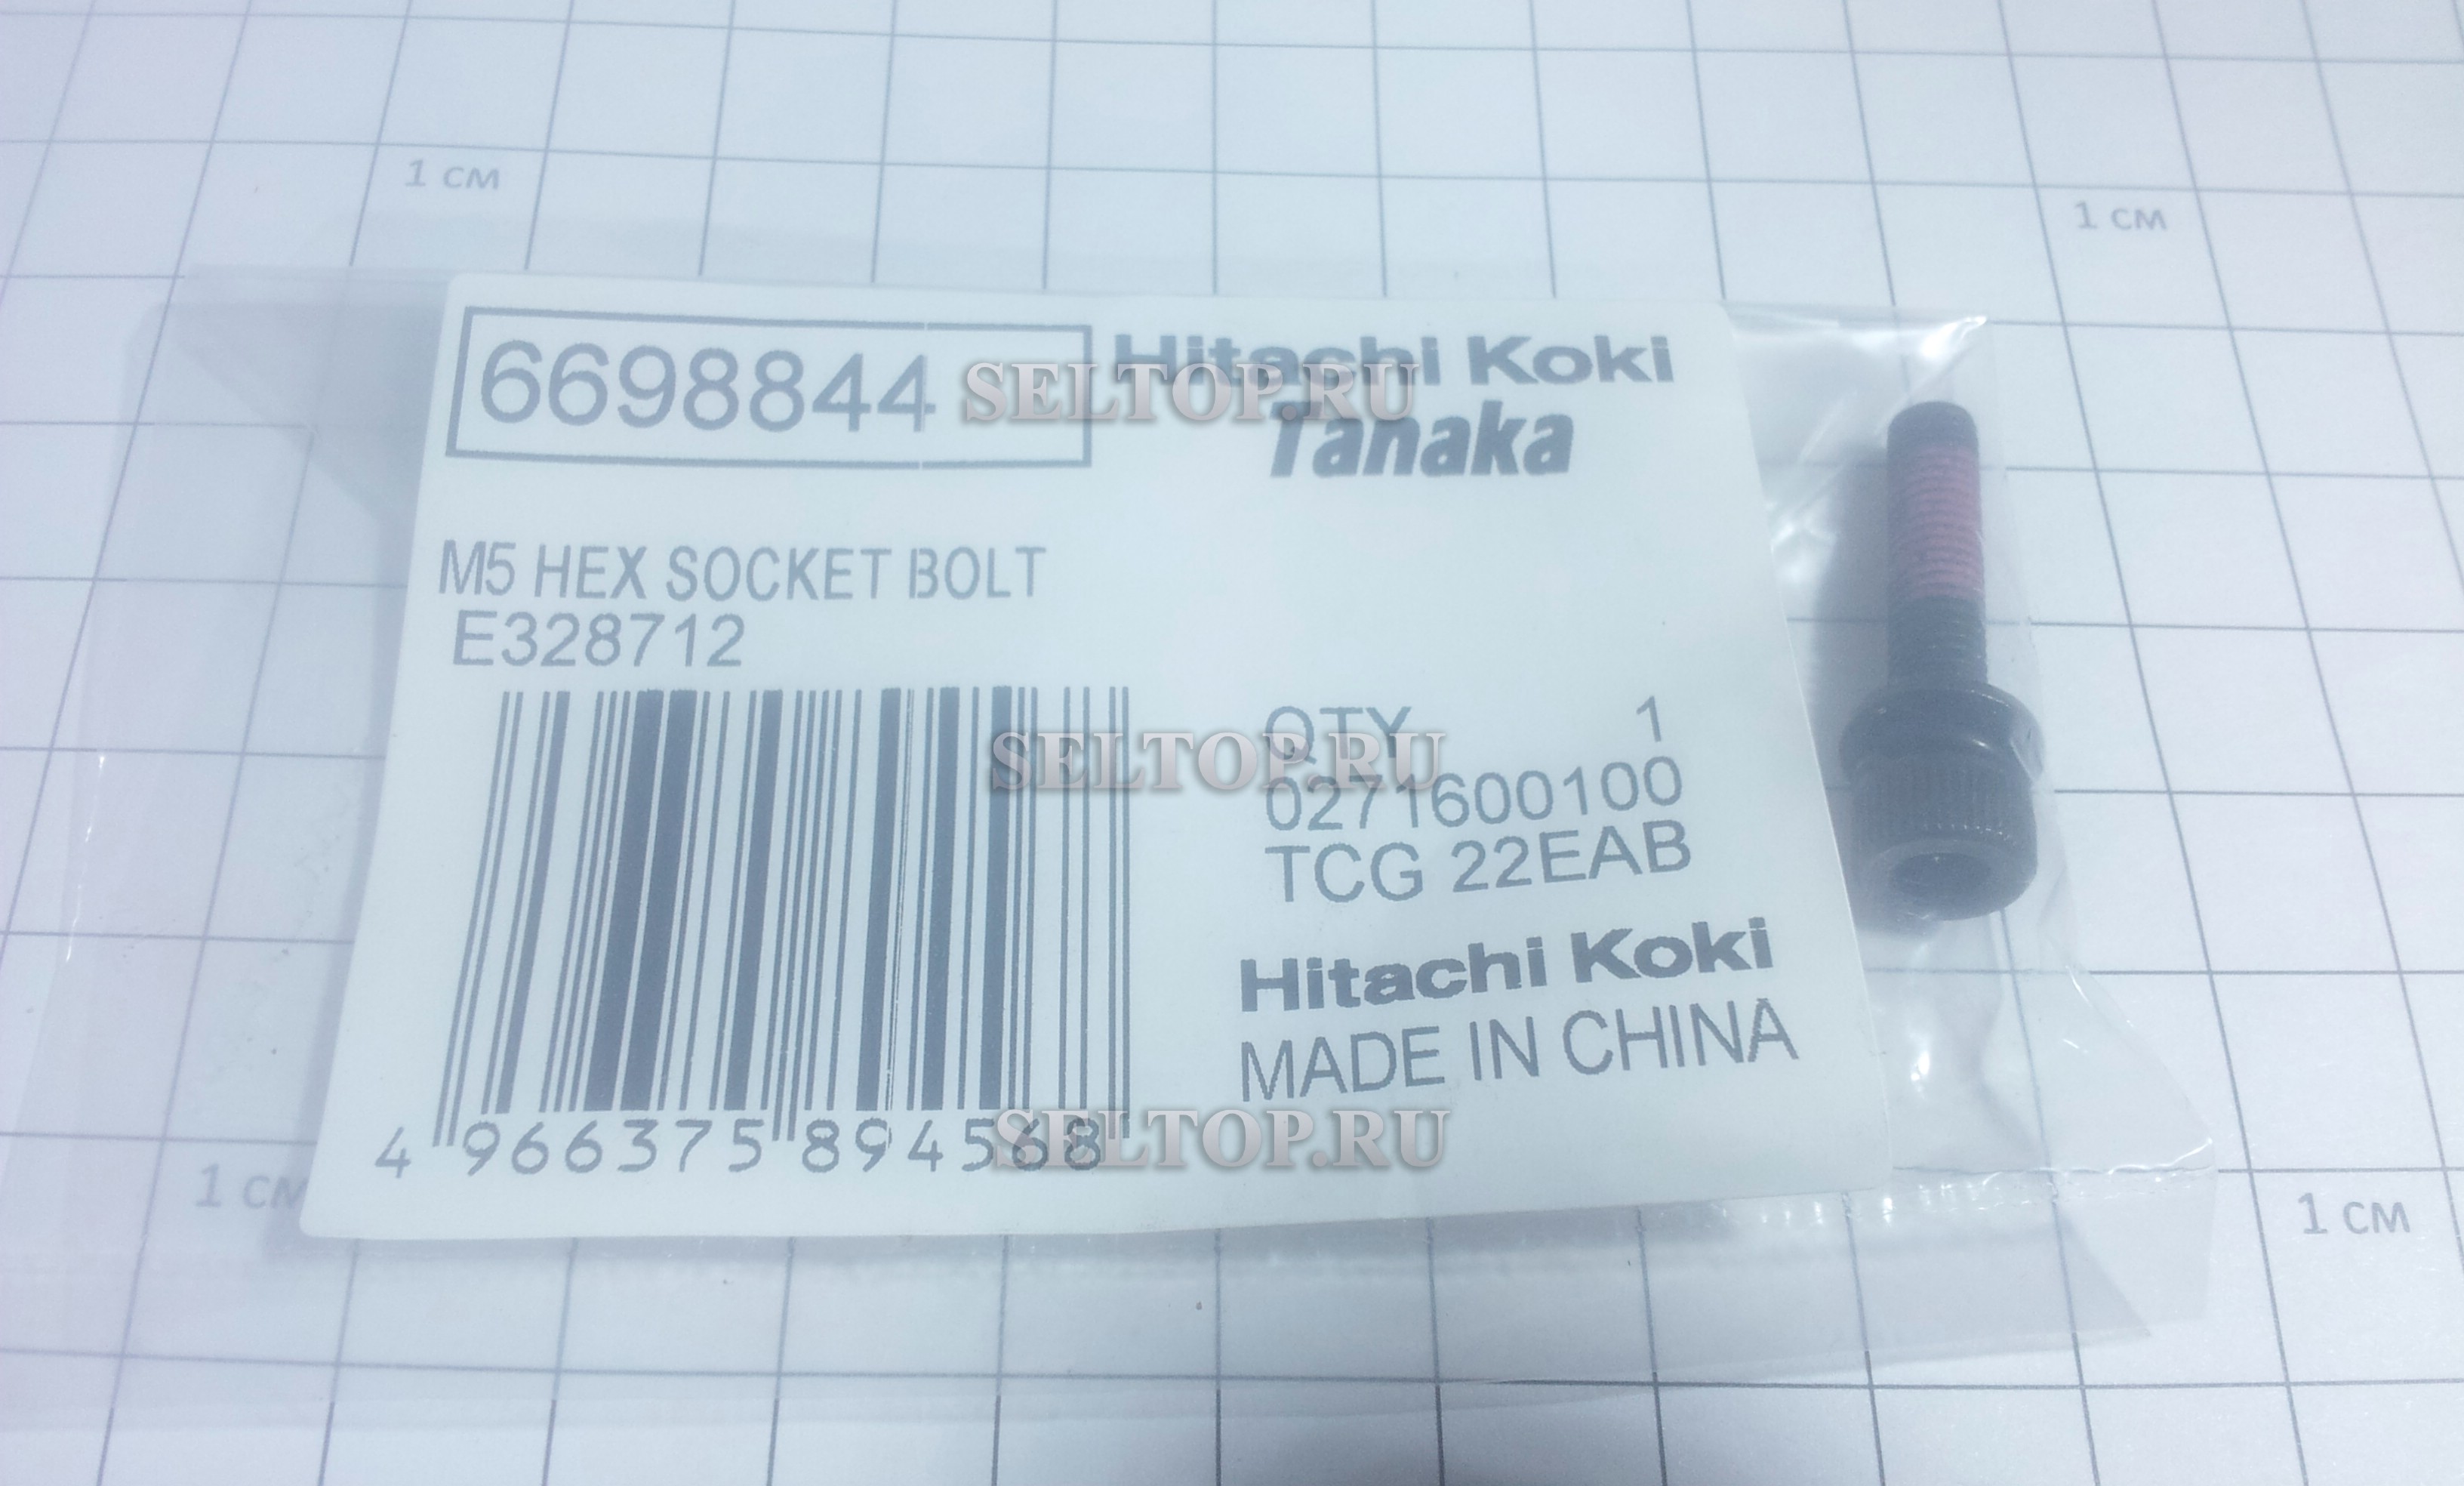 1 см
1 см
6698844
Hitachi Koki
Tanaka
SELTOP.RU
M5 HEX SOCKET BOLT
E328712
QTY 1
SELTOP.RU
0271600100
TCG 22EAB
Hitachi Koki
MADE IN CHINA
SELTOP.RU
4 966375 894568
1 см
1 см